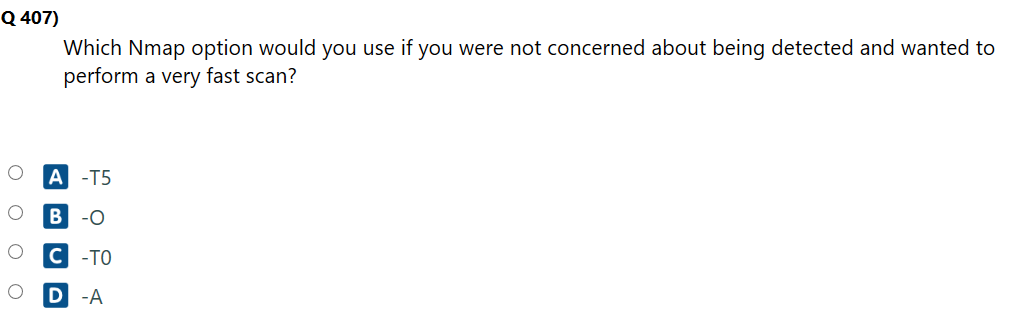 Q 407)
Which Nmap option would you use if you were not concerned about being detected and wanted to
perform a very fast scan?
A -T5
B -O
C -T0
D -A